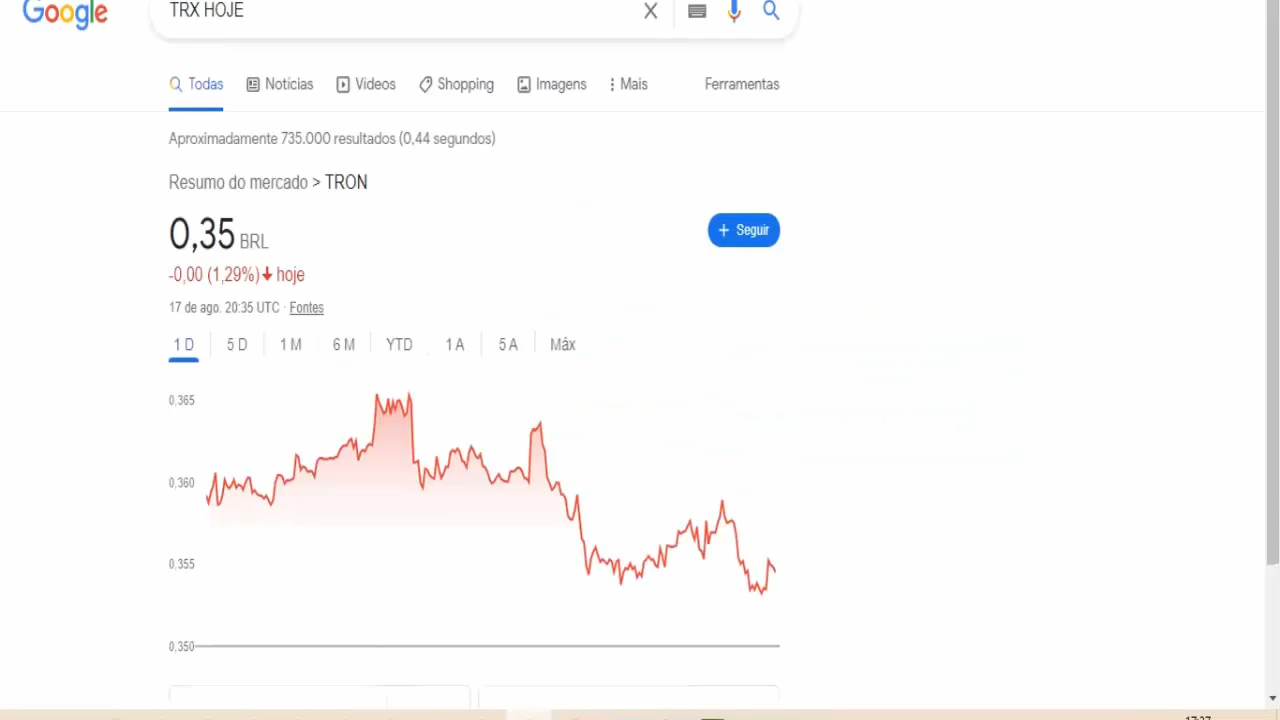 Google
TRX HOJE
Todas Notícias Vídeos Shopping Imagens Mais Ferramentas
Aproximadamente 735.000 resultados (0,44 segundos)
Resumo do mercado > TRON
0,35 BRL
+ Seguir
-0,00 (1,29%) hoje
17 de ago. 20:35 UTC · Fontes
1 D 5 D 1 M 6 M YTD 1 A 5 A Máx
0,365
0,360
0,355
0,350